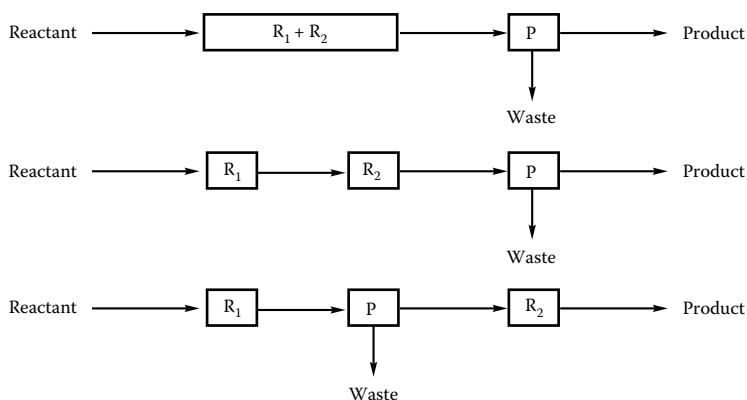 Reactant R₁ + R₂ P Product
Waste
Reactant R₁ R₂ P Product
Waste
Reactant R₁ P R₂ Product
Waste